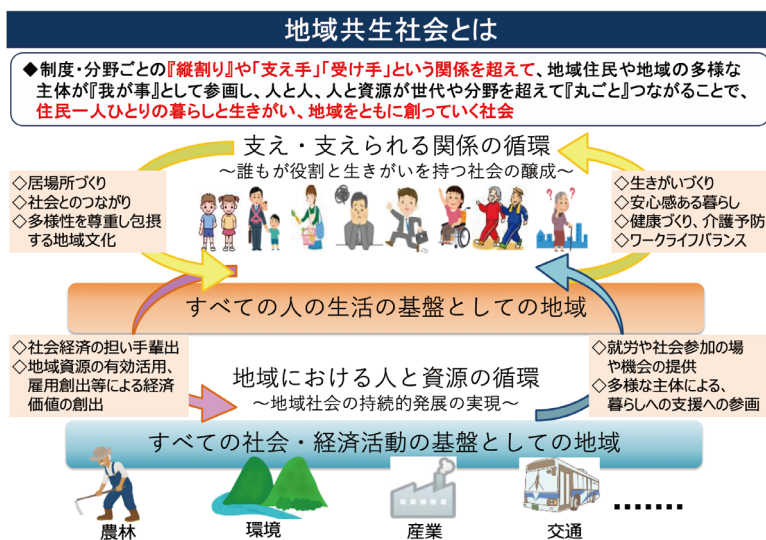 地域共生社会とは
◆制度・分野ごとの『縦割り』や「支え手」「受け手」という関係を超えて、地域住民や地域の多様な
主体が『我が事』として参画し、人と人、人と資源が世代や分野を超えて『丸ごと』つながることで、
住民一人ひとりの暮らしと生きがい、地域をともに創っていく社会
支え・支えられる関係の循環
～誰もが役割と生きがいを持つ社会の醸成～
◇居場所づくり
◇社会とのつながり
◇多様性を尊重し包摂
する地域文化
◇生きがいづくり
◇安心感ある暮らし
◇健康づくり、介護予防
◇ワークライフバランス
すべての人の生活の基盤としての地域
◇社会経済の担い手輩出
◇地域資源の有効活用、
雇用創出等による経済
価値の創出
地域における人と資源の循環
～地域社会の持続的発展の実現～
◇就労や社会参加の場
や機会の提供
◇多様な主体による、
暮らしへの支援への参画
すべての社会・経済活動の基盤としての地域
農林
環境
産業
交通
・・・・・・・